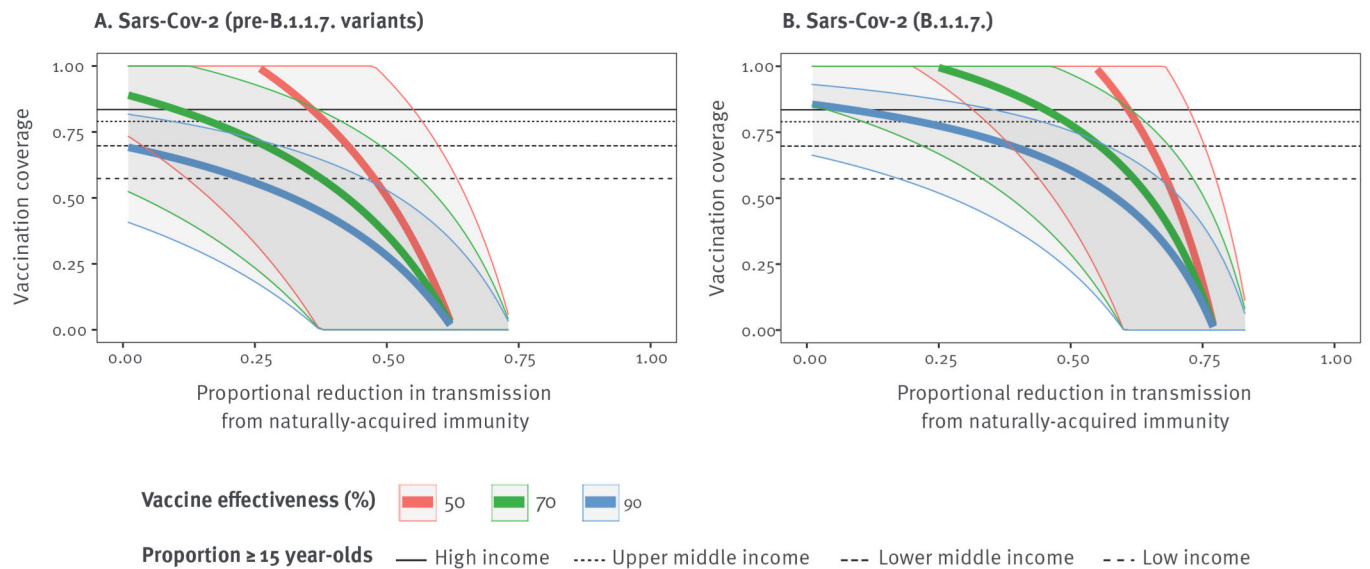 A. Sars-Cov-2 (pre-B.1.1.7. variants)
1.00
0.75
0.50
0.25
0.00
Vaccination coverage
0.00 0.25 0.50 0.75 1.00
Proportional reduction in transmission
from naturally-acquired immunity
B. Sars-Cov-2 (B.1.1.7.)
1.00
0.75
0.50
0.25
0.00
Vaccination coverage
0.00 0.25 0.50 0.75 1.00
Proportional reduction in transmission
from naturally-acquired immunity
Vaccine effectiveness (%) 50 70 90
Proportion ≥ 15 year-olds High income Upper middle income Lower middle income Low income